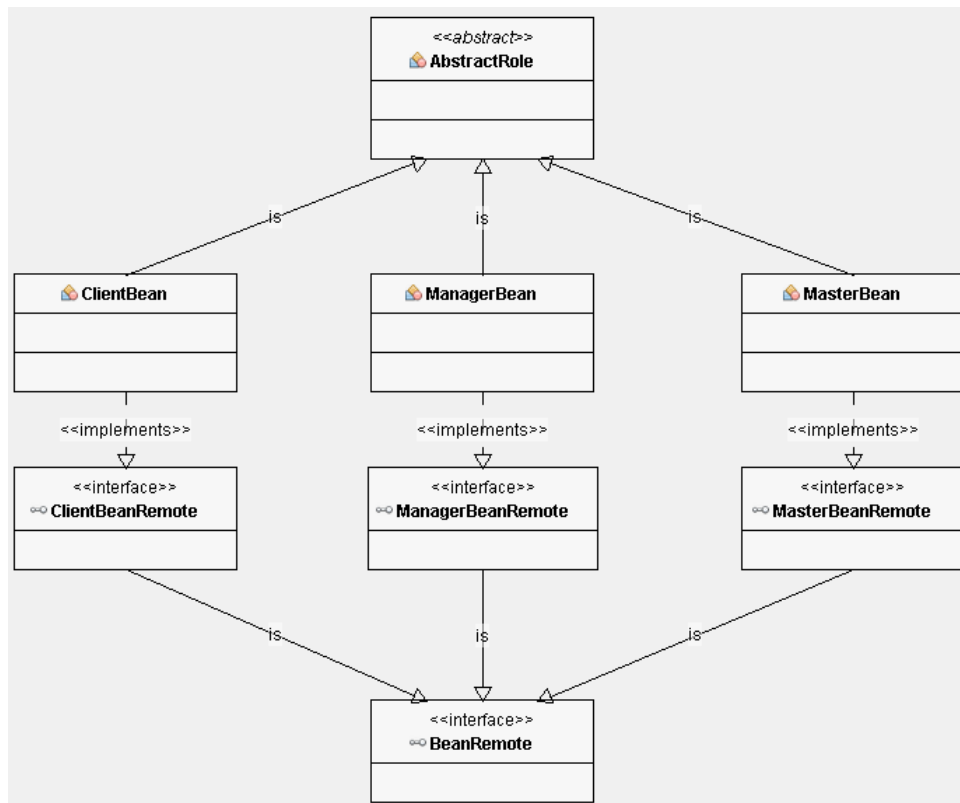 <<abstract>>
AbstractRole
is
is
is
ClientBean
ManagerBean
MasterBean
<<implements>>
<<implements>>
<<implements>>
<<interface>>
ClientBeanRemote
<<interface>>
ManagerBeanRemote
<<interface>>
MasterBeanRemote
is
is
is
<<interface>>
BeanRemote